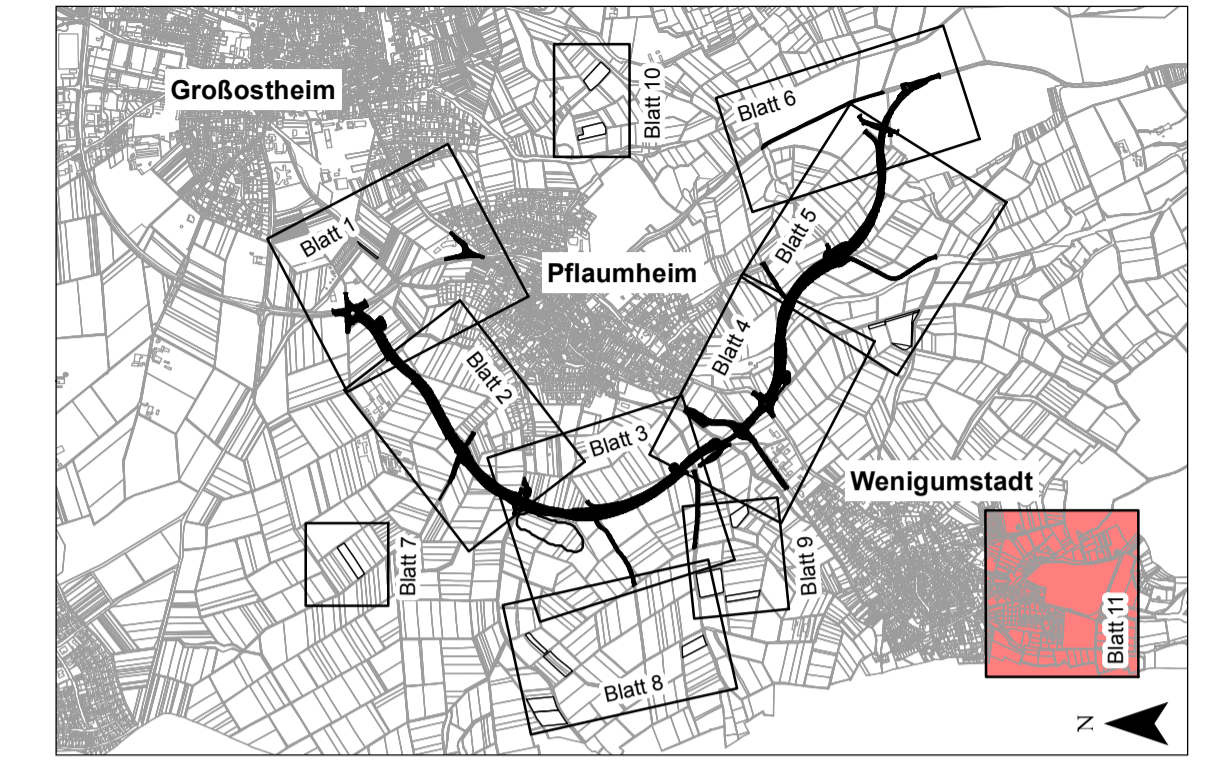 Großostheim
Blatt 10
Blatt 6
Blatt 1
Blatt 5
Pflaumheim
Blatt 4
Blatt 2
Blatt 3
Wenigumstadt
Blatt 7
Blatt 9
Blatt 11
Blatt 8
N